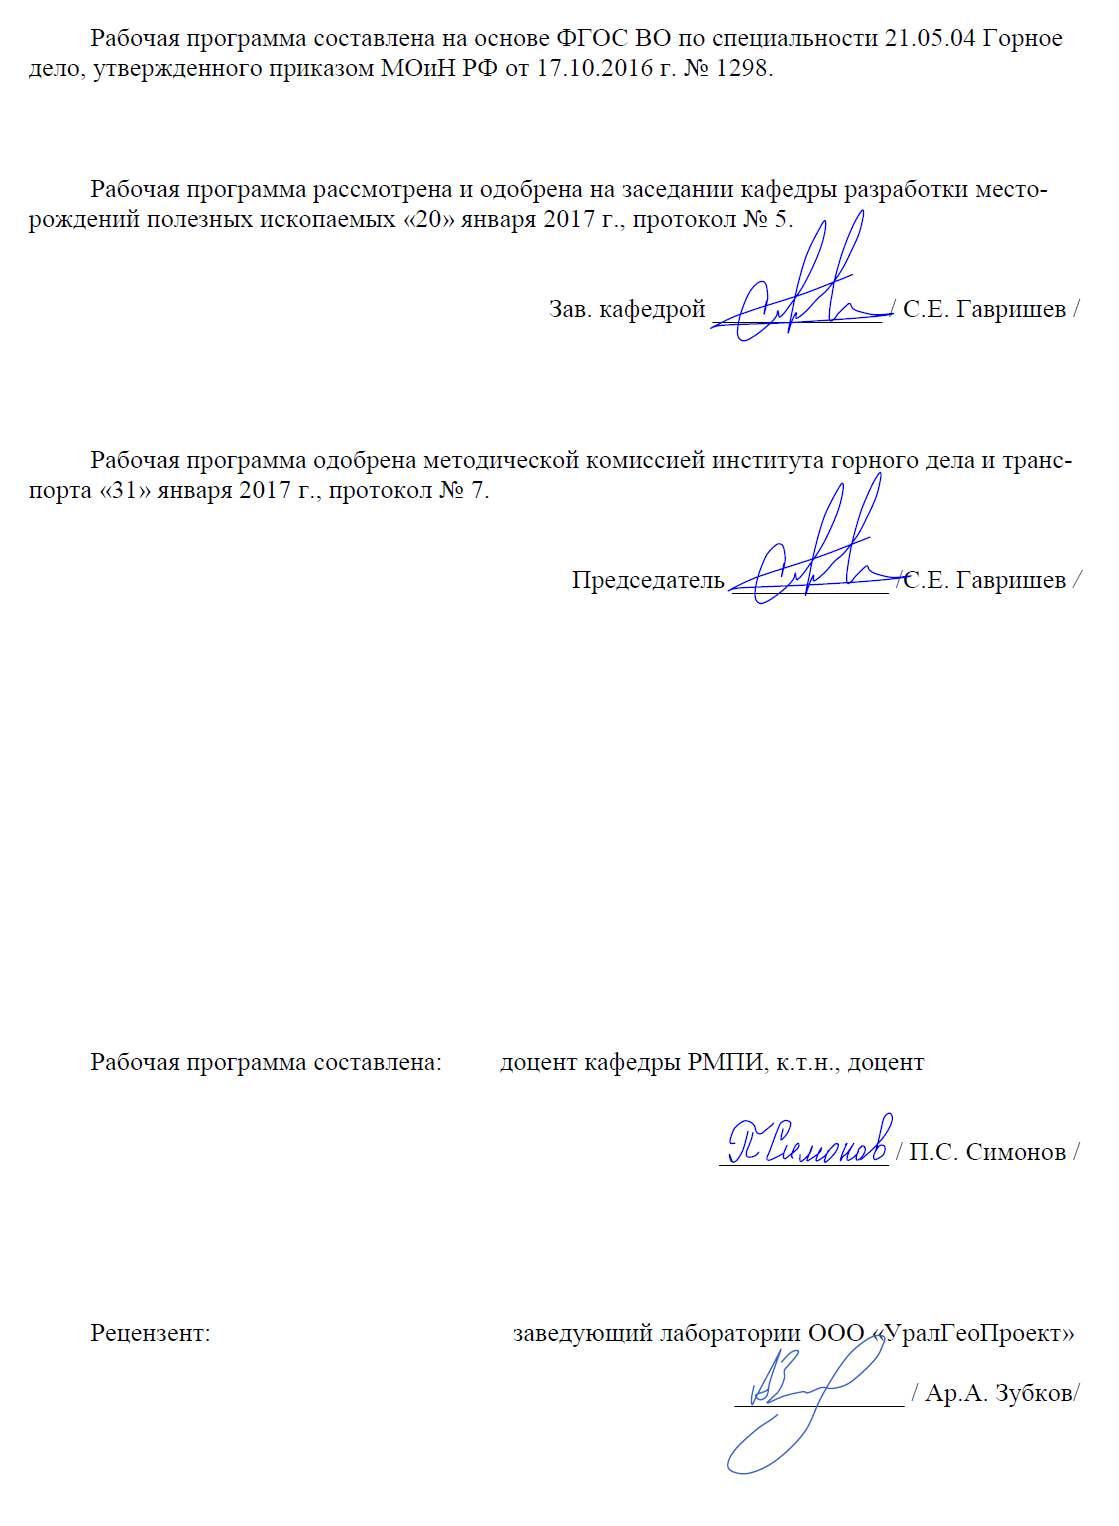 Рабочая программа составлена на основе ФГОС ВО по специальности 21.05.04 Горное
дело, утвержденного приказом МОиН РФ от 17.10.2016 г. № 1298.
Рабочая программа рассмотрена и одобрена на заседании кафедры разработки место-
рождений полезных ископаемых «20» января 2017 г., протокол № 5.
Зав. кафедрой _____________ / С.Е. Гавришев /
Рабочая программа одобрена методической комиссией института горного дела и транс-
порта «31» января 2017 г., протокол № 7.
Председатель ____________ /С.Е. Гавришев /
Рабочая программа составлена: доцент кафедры РМПИ, к.т.н., доцент
П Симонов / П.С. Симонов /
Рецензент: заведующий лаборатории ООО «УралГеоПроект»
_____________ / Ар.А. Зубков/